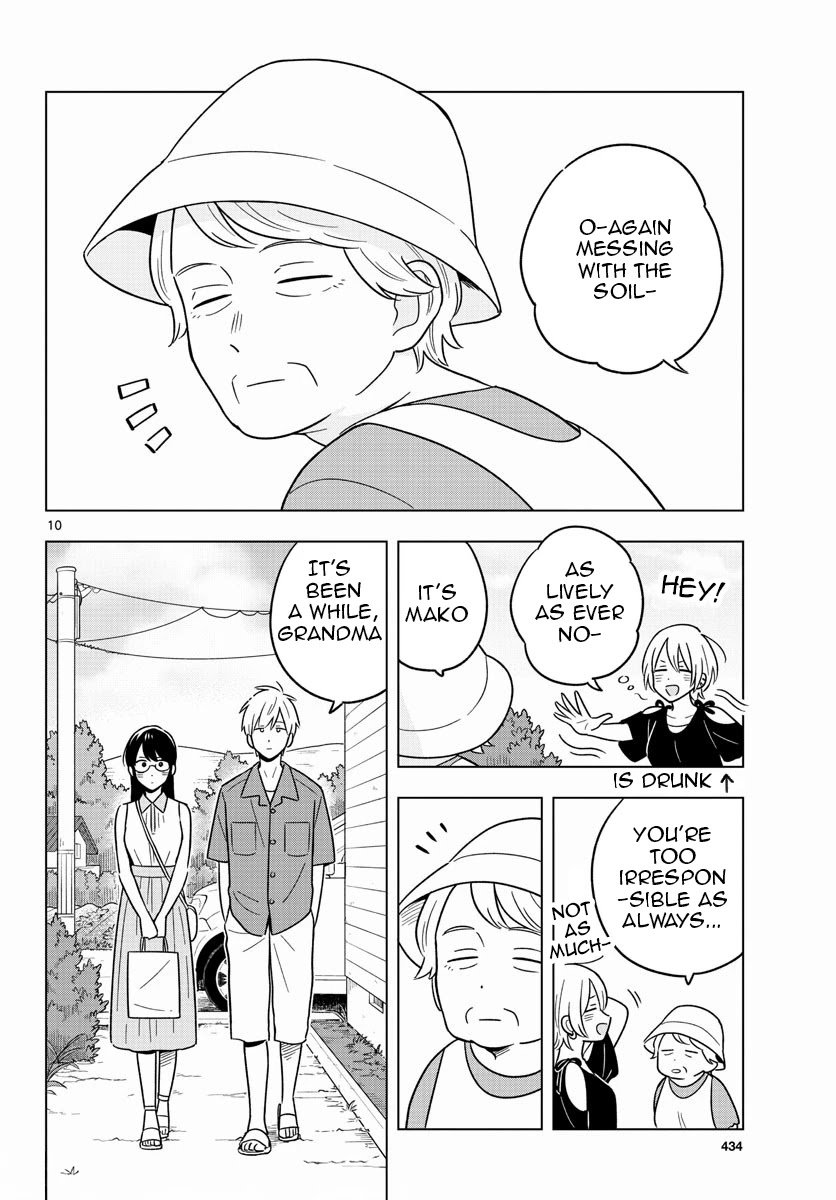 O-AGAIN
MESSING
WITH THE
SOIL-
10
HEY!
AS
LIVELY
AS EVER
NO-
IT'S
MAKO
IS DRUNK ↑
YOU'RE
TOO
IRRESPON
-SIBLE AS
ALWAYS...
NOT
AS
MUCH-
IT'S
BEEN
A WHILE,
GRANDMA
434